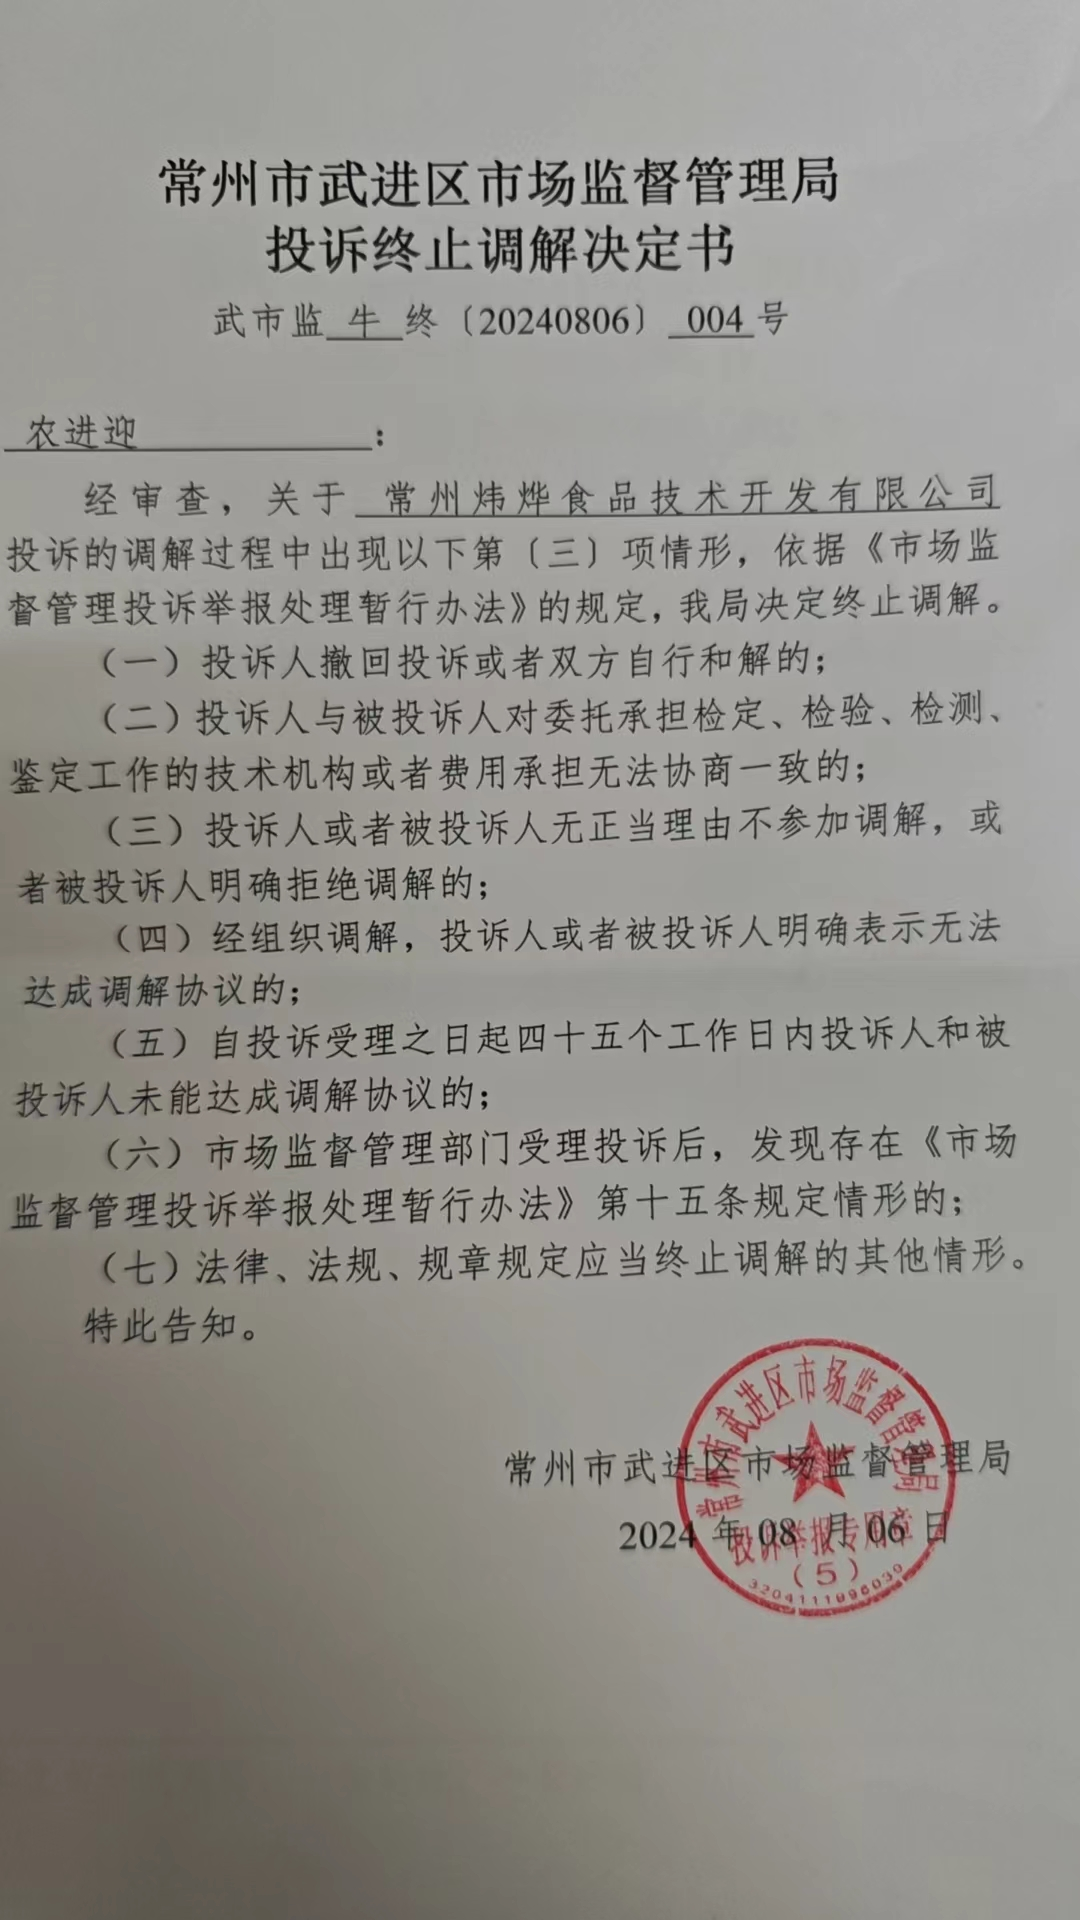 常州市武进区市场监督管理局
投诉终止调解决定书
武市监 牛 终〔20240806〕 004 号
农进迎：
经审查，关于 常州炜烨食品技术开发有限公司
投诉的调解过程中出现以下第（三）项情形，依据《市场监
督管理投诉举报处理暂行办法》的规定，我局决定终止调解。
（一）投诉人撤回投诉或者双方自行和解的；
（二）投诉人与被投诉人对委托承担检定、检验、检测、
鉴定工作的技术机构或者费用承担无法协商一致的；
（三）投诉人或者被投诉人无正当理由不参加调解，或
者被投诉人明确拒绝调解的；
（四）经组织调解，投诉人或者被投诉人明确表示无法
达成调解协议的；
（五）自投诉受理之日起四十五个工作日内投诉人和被
投诉人未能达成调解协议的；
（六）市场监督管理部门受理投诉后，发现存在《市场
监督管理投诉举报处理暂行办法》第十五条规定情形的；
（七）法律、法规、规章规定应当终止调解的其他情形。
特此告知。
常州市武进区市场监督管理局
2024 年 08 月 06 日
常州市武进区市场监督管理局
投诉举报专用章
（5）